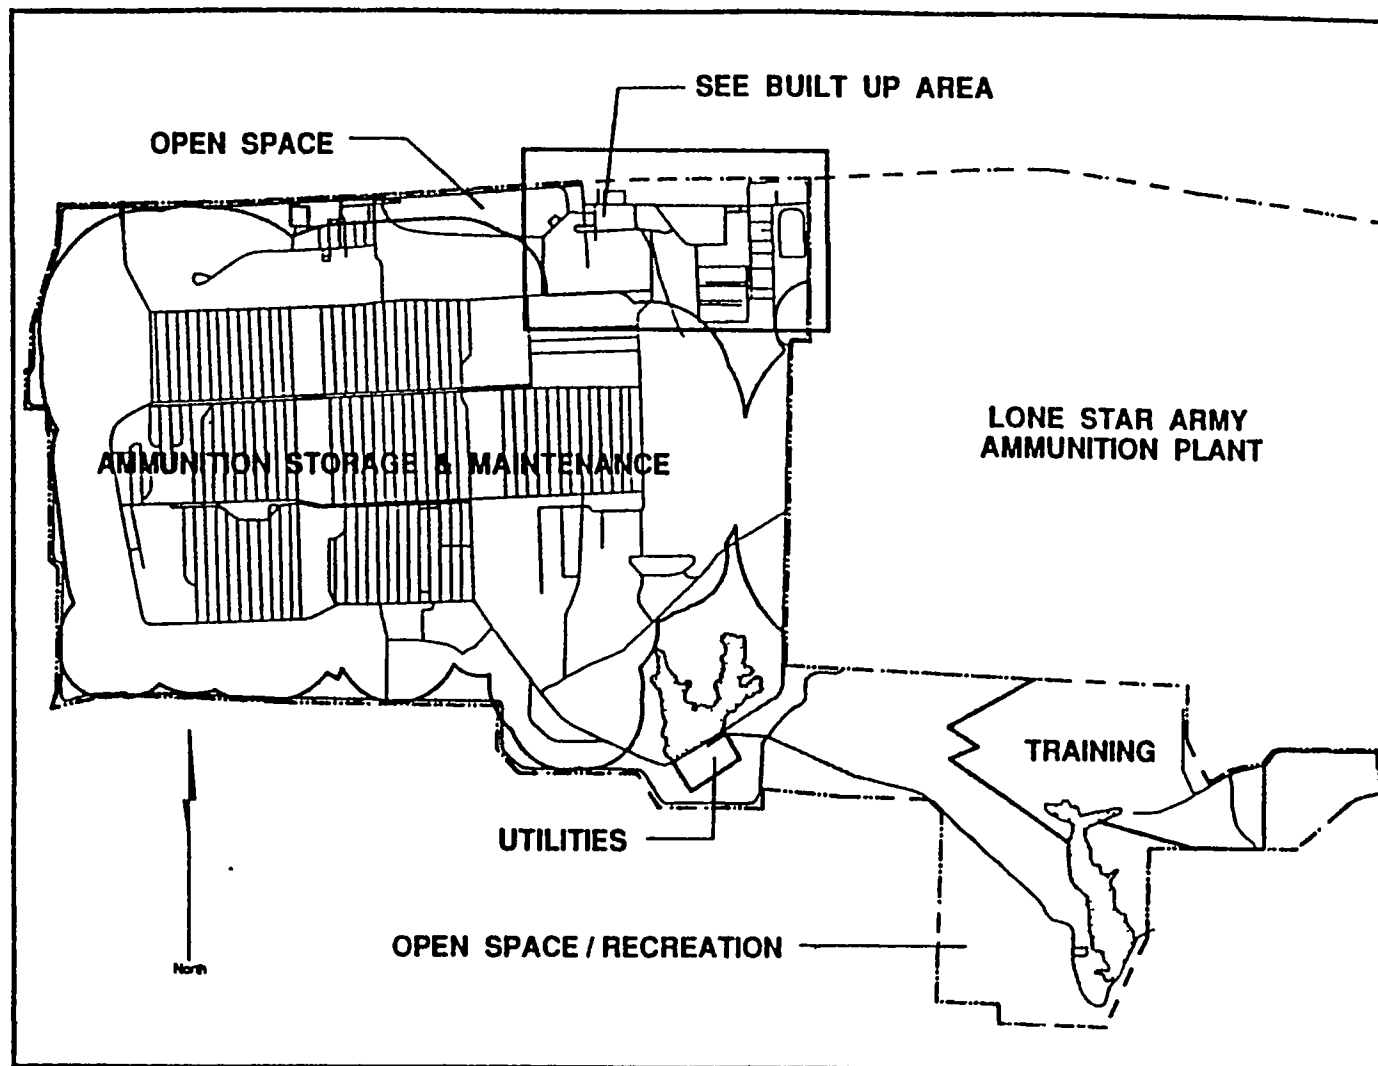 SEE BUILT UP AREA
OPEN SPACE
LONE STAR ARMY
AMMUNITION PLANT
AMMUNITION STORAGE & MAINTENANCE
TRAINING
UTILITIES
OPEN SPACE / RECREATION
North